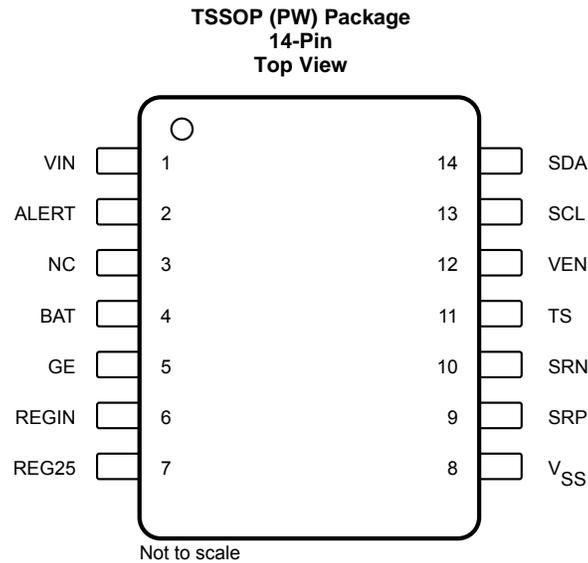 TSSOP (PW) Package
14-Pin
Top View
VIN 1 14 SDA
ALERT 2 13 SCL
NC 3 12 VEN
BAT 4 11 TS
GE 5 10 SRN
REGIN 6 9 SRP
REG25 7 8 VSS
Not to scale